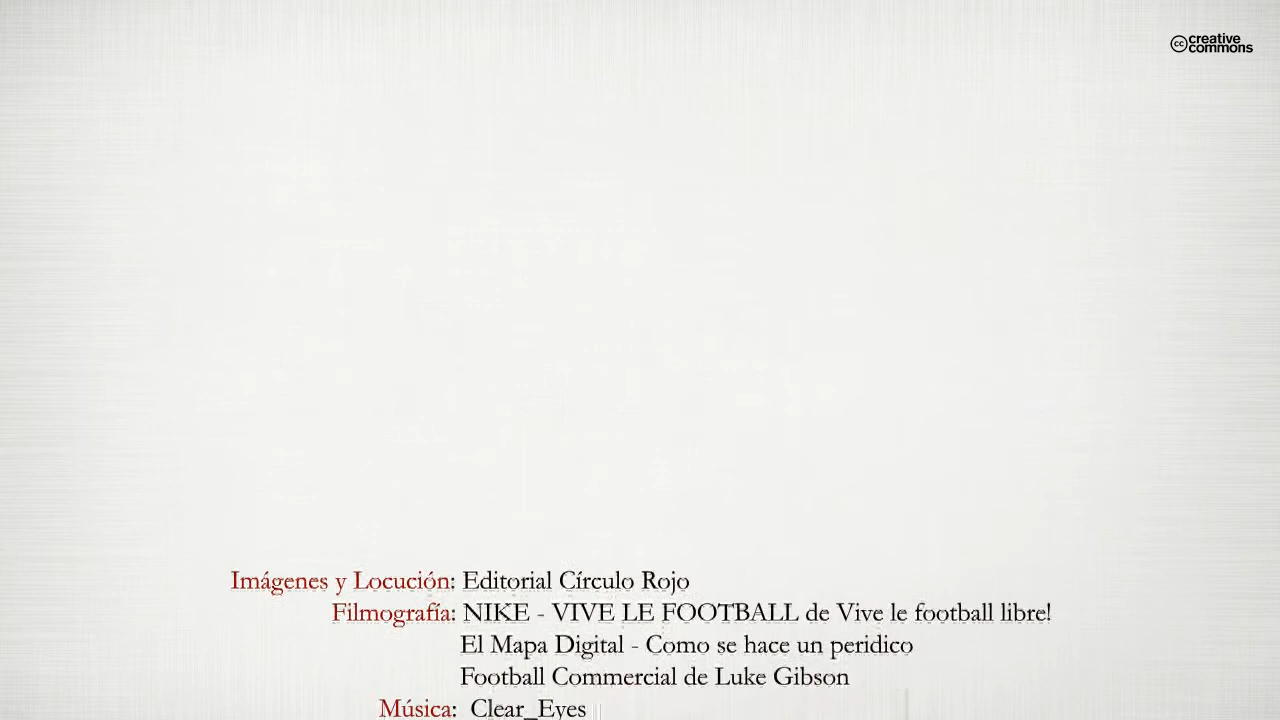 cc creative
commons
Imágenes y Locución: Editorial Círculo Rojo
Filmografía: NIKE - VIVE LE FOOTBALL de Vive le football libre!
El Mapa Digital - Como se hace un peridico
Football Commercial de Luke Gibson
Música: Clear_Eyes